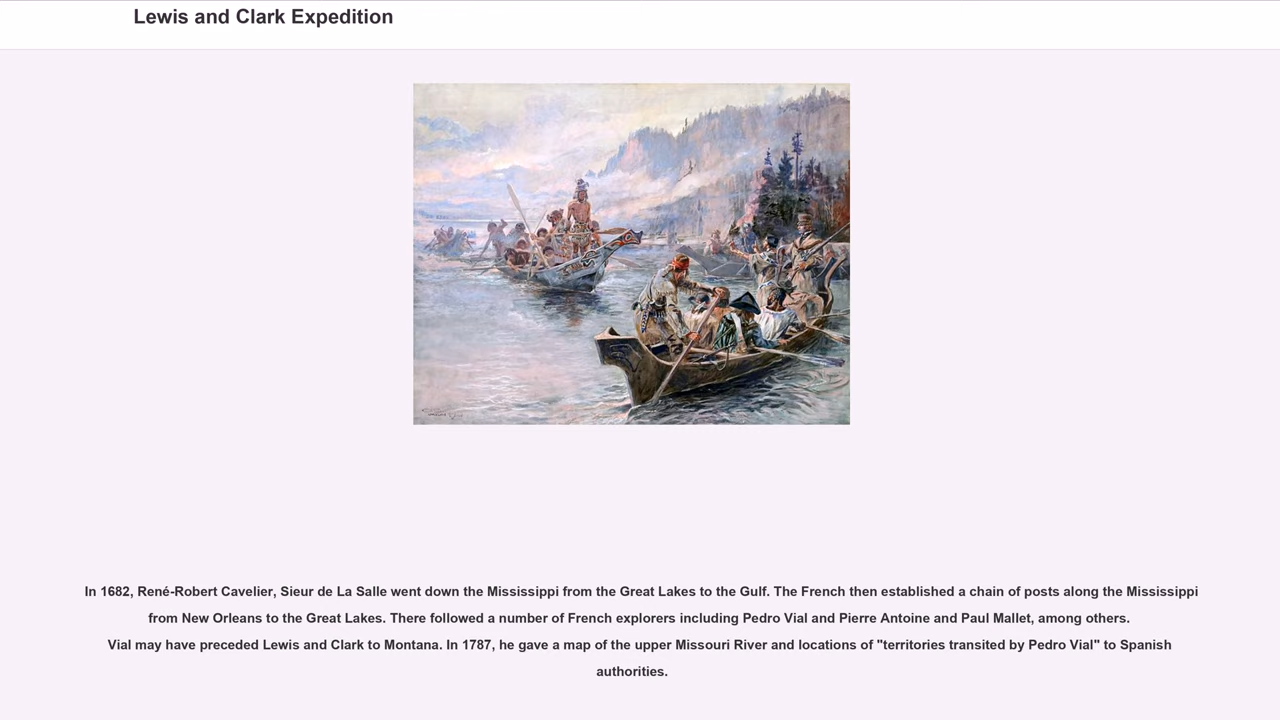 Lewis and Clark Expedition
In 1682, René-Robert Cavelier, Sieur de La Salle went down the Mississippi from the Great Lakes to the Gulf. The French then established a chain of posts along the Mississippi
from New Orleans to the Great Lakes. There followed a number of French explorers including Pedro Vial and Pierre Antoine and Paul Mallet, among others.
Vial may have preceded Lewis and Clark to Montana. In 1787, he gave a map of the upper Missouri River and locations of "territories transited by Pedro Vial" to Spanish
authorities.